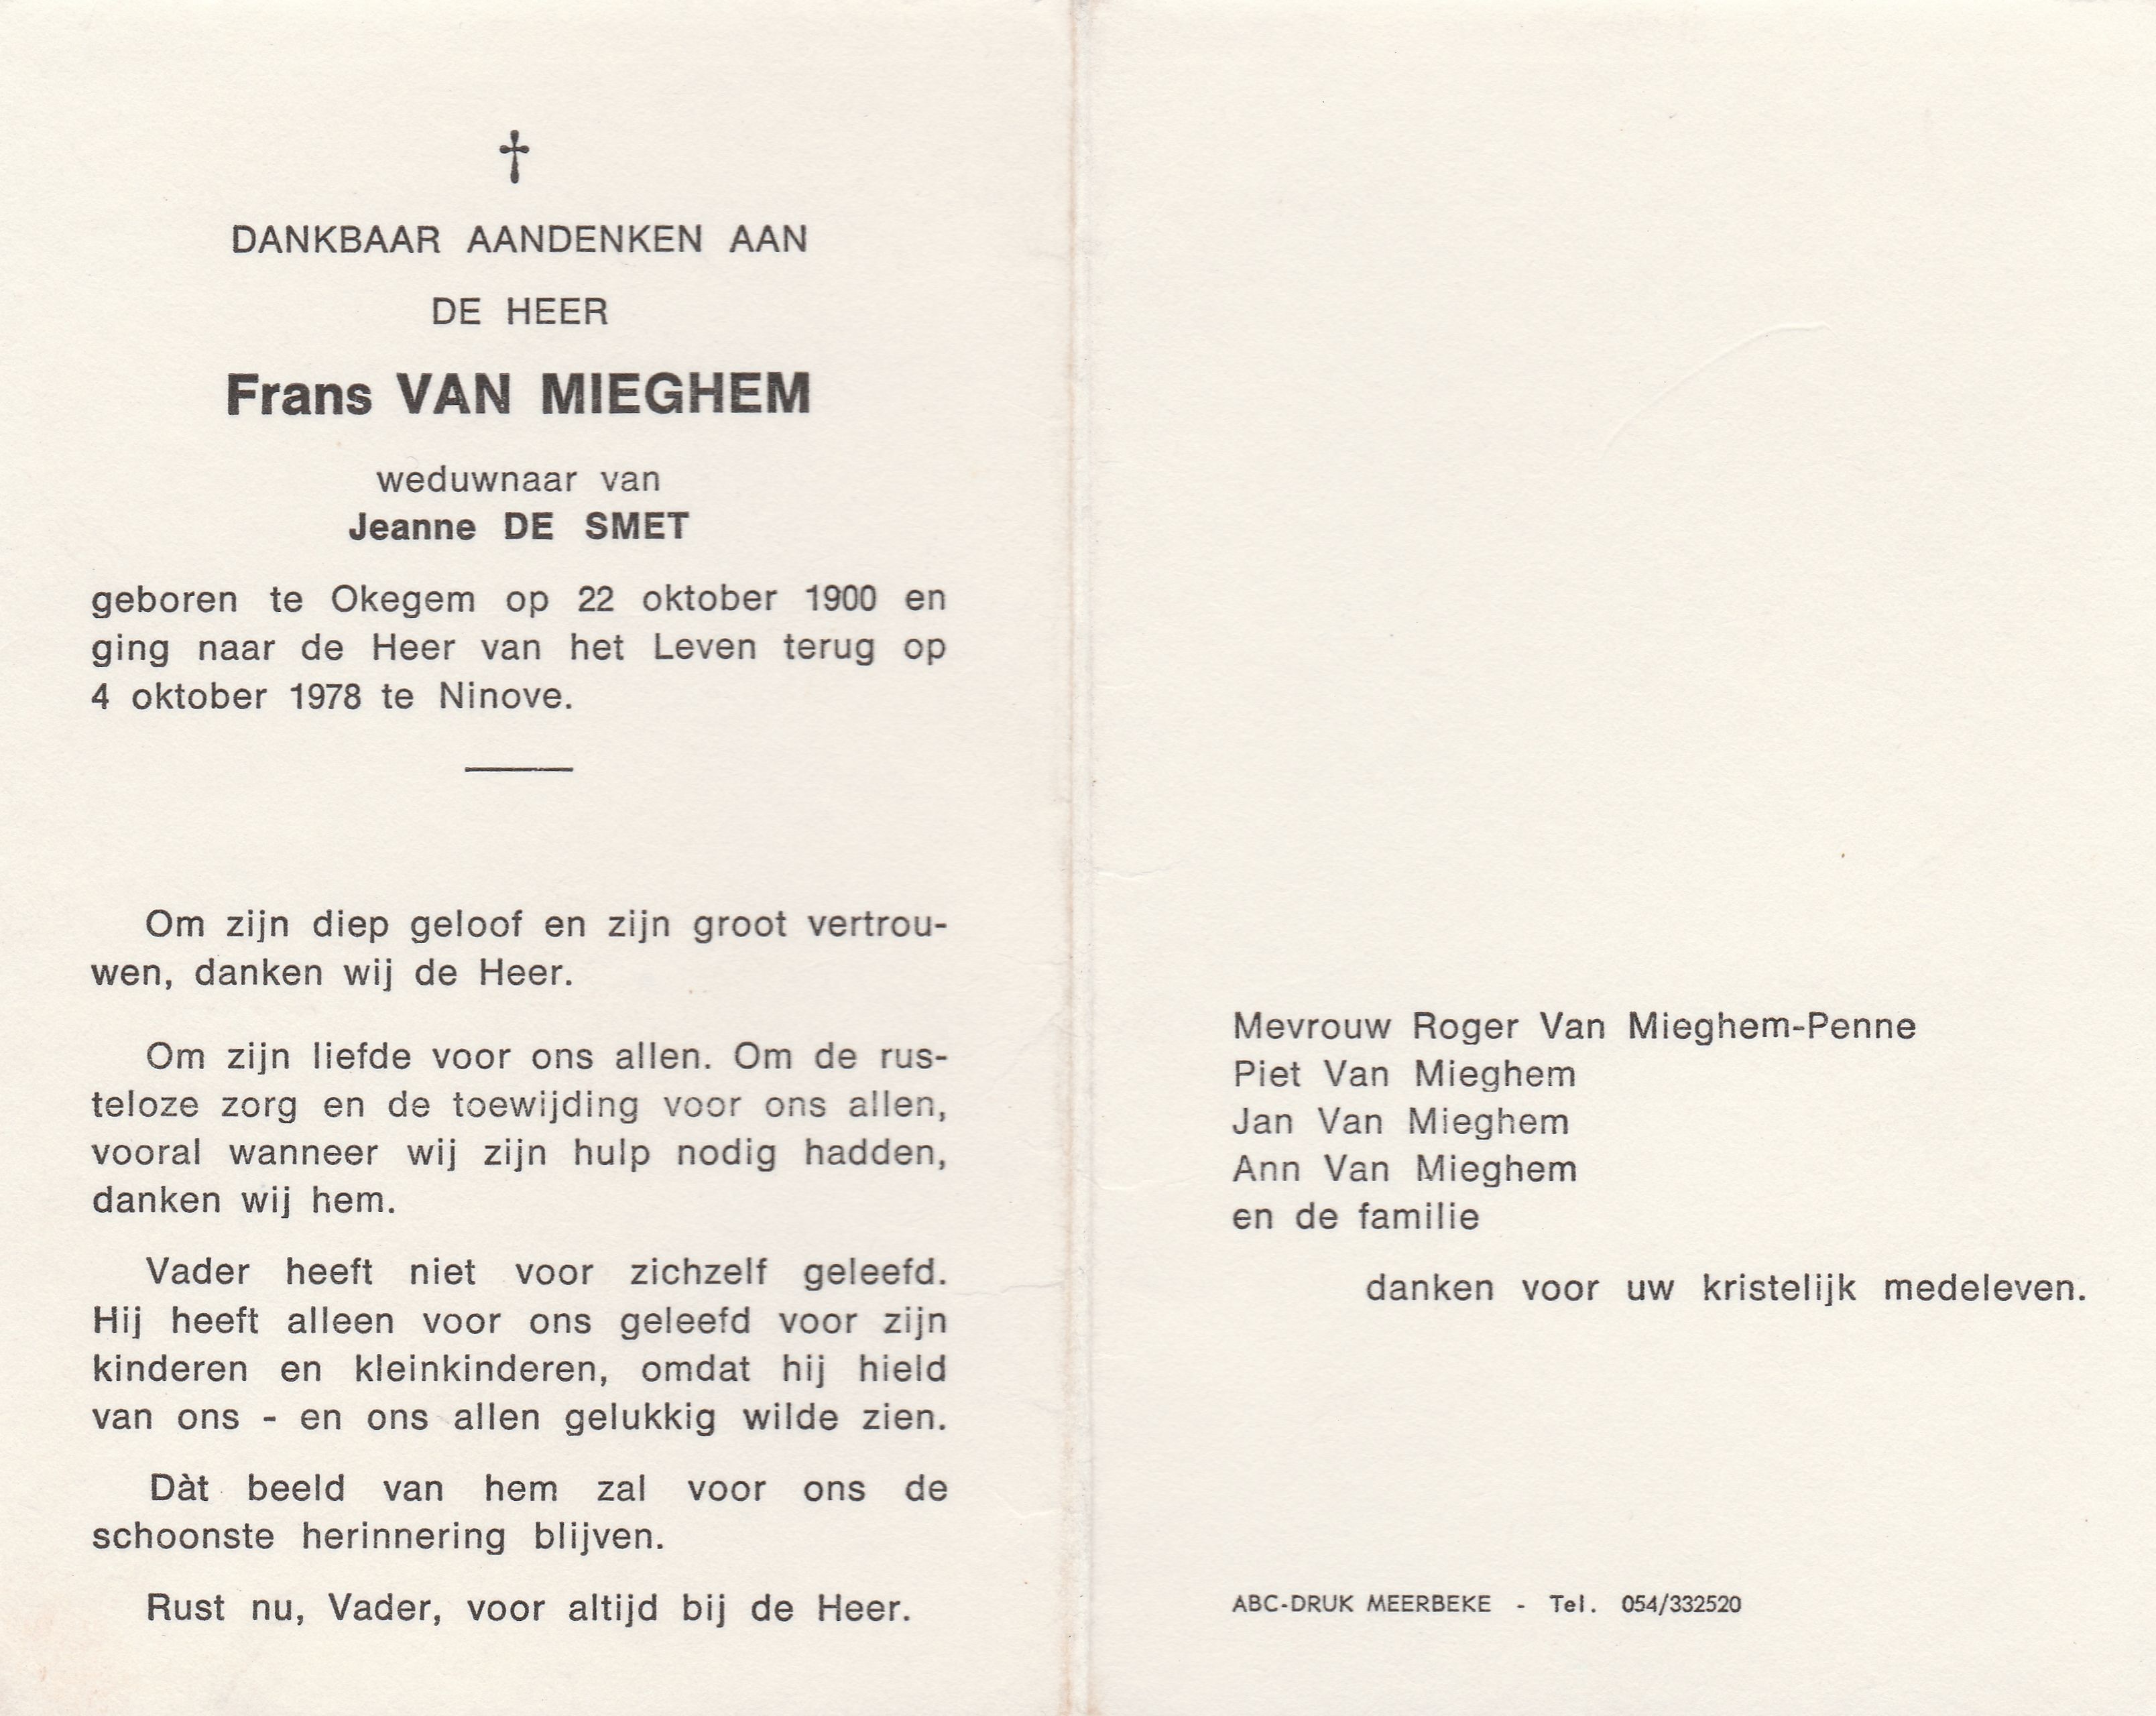 DANKBAAR AANDENKEN AAN
DE HEER
Frans VAN MIEGHEM
weduwnaar van
Jeanne DE SMET
geboren te Okegem op 22 oktober 1900 en
ging naar de Heer van het Leven terug op
4 oktober 1978 te Ninove.
Om zijn diep geloof en zijn groot vertrou-
wen, danken wij de Heer.
Om zijn liefde voor ons allen. Om de rus-
teloze zorg en de toewijding voor ons allen,
vooral wanneer wij zijn hulp nodig hadden,
danken wij hem.
Vader heeft niet voor zichzelf geleefd.
Hij heeft alleen voor ons geleefd voor zijn
kinderen en kleinkinderen, omdat hij hield
van ons - en ons allen gelukkig wilde zien.
Dàt beeld van hem zal voor ons de
schoonste herinnering blijven.
Rust nu, Vader, voor altijd bij de Heer.
Mevrouw Roger Van Mieghem-Penne
Piet Van Mieghem
Jan Van Mieghem
Ann Van Mieghem
en de familie
danken voor uw kristelijk medeleven.
ABC-DRUK MEERBEKE - Tel. 054/332520